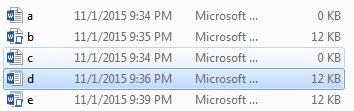 a 11/1/2015 9:34 PM Microsoft ... 0 KB
b 11/1/2015 9:35 PM Microsoft ... 12 KB
c 11/1/2015 9:34 PM Microsoft ... 0 KB
d 11/1/2015 9:36 PM Microsoft ... 12 KB
e 11/1/2015 9:39 PM Microsoft ... 12 KB